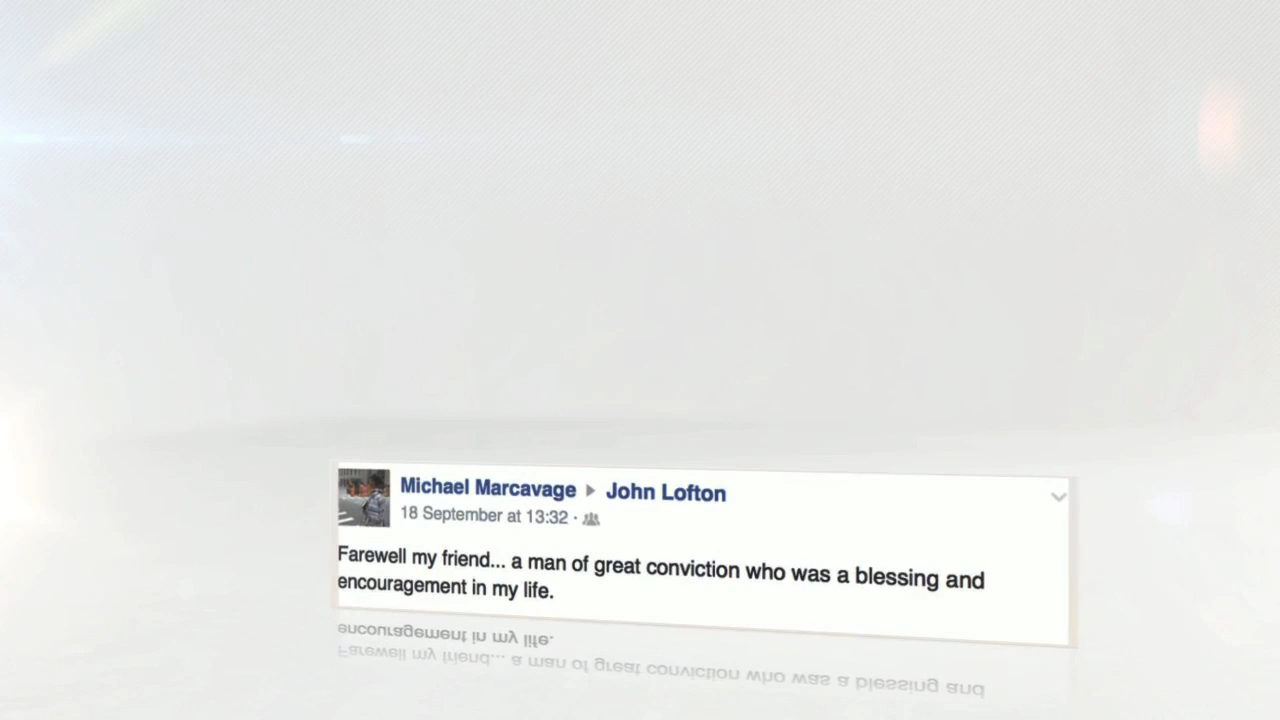 Michael Marcavage ▸ John Lofton
18 September at 13:32 ·
Farewell my friend... a man of great conviction who was a blessing and
encouragement in my life.